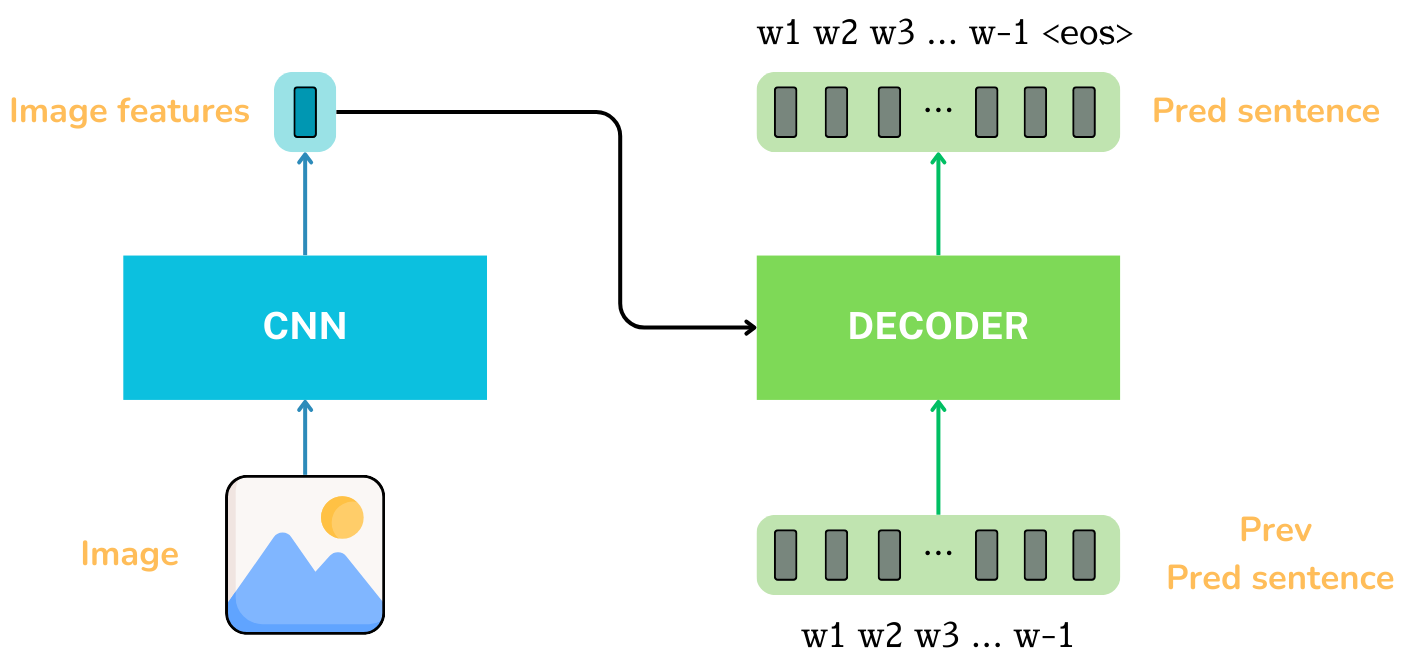 w1 w2 w3 ... w-1 <eos>
Image features
... 
Pred sentence
CNN
DECODER
Image
...
Prev
Pred sentence
w1 w2 w3 ... w-1